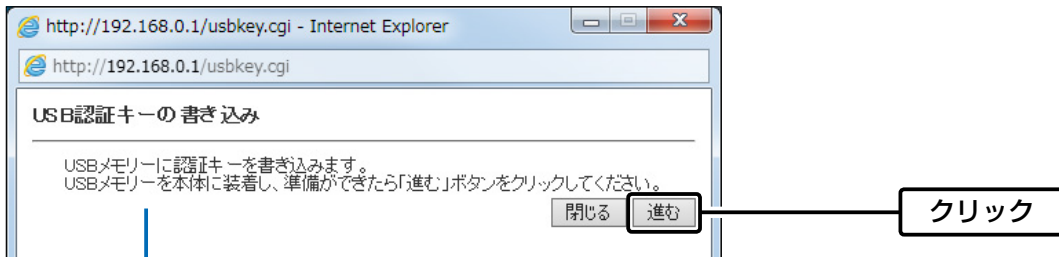 http://192.168.0.1/usbkey.cgi - Internet Explorer
http://192.168.0.1/usbkey.cgi
USB認証キーの書き込み
USBメモリーに認証キーを書き込みます。
USBメモリーを本体に装着し、準備ができたら「進む」ボタンをクリックしてください。
閉じる 進む クリック